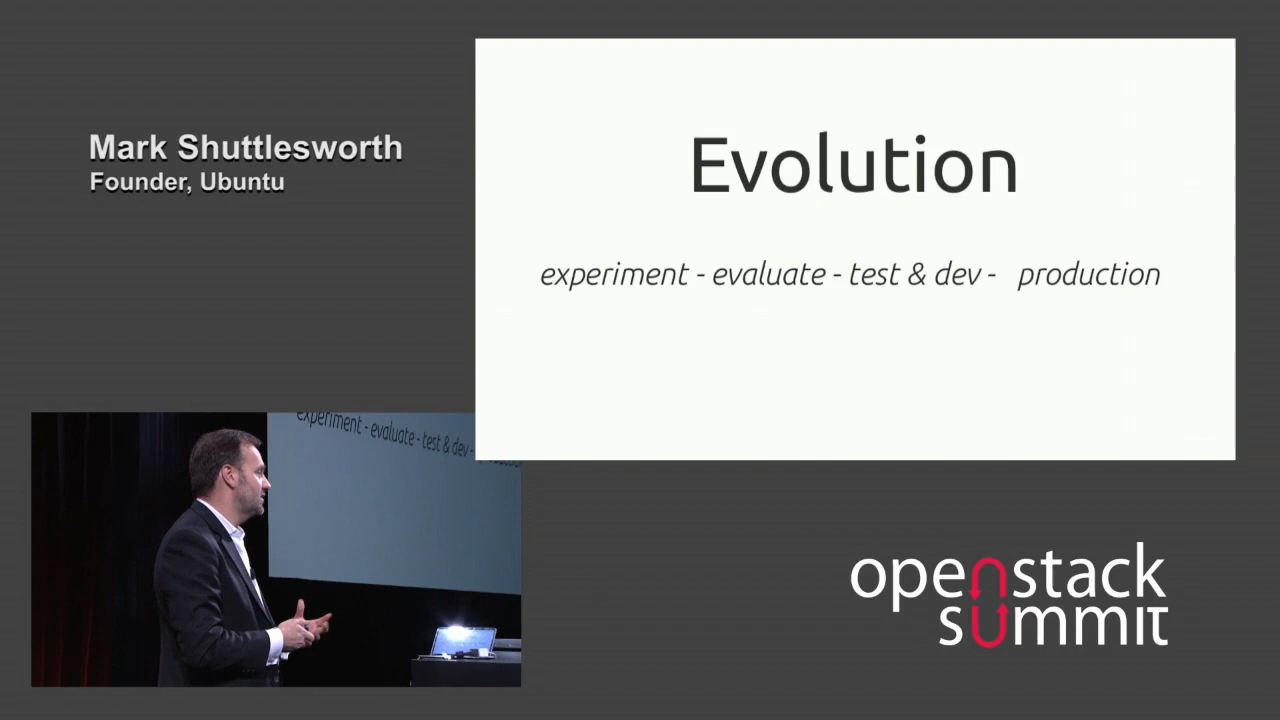 Mark Shuttlesworth
Founder, Ubuntu
Evolution
experiment - evaluate - test & dev - production
experiment - evaluate - test & dev -
openstack
summit